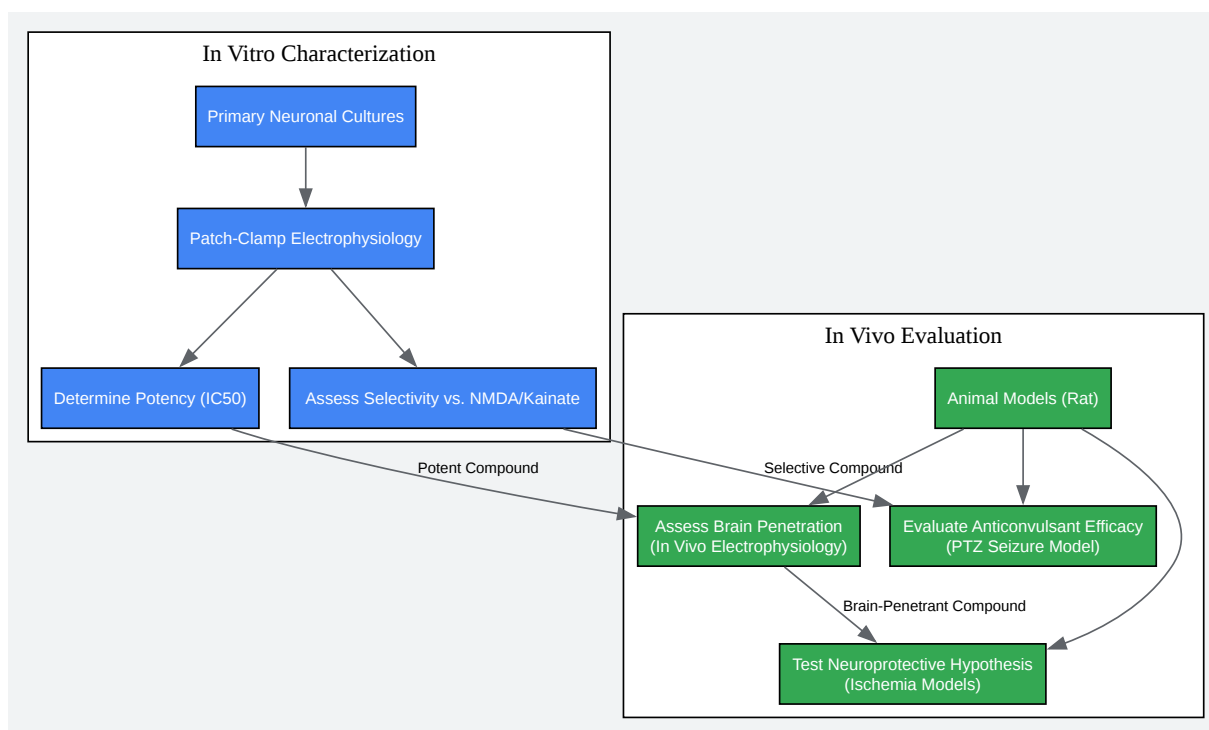 In Vitro Characterization
Primary Neuronal Cultures
Patch-Clamp Electrophysiology
Determine Potency (IC50)
Assess Selectivity vs. NMDA/Kainate
In Vivo Evaluation
Animal Models (Rat)
Potent Compound
Selective Compound
Assess Brain Penetration
(In Vivo Electrophysiology)
Evaluate Anticonvulsant Efficacy
(PTZ Seizure Model)
Brain-Penetrant Compound
Test Neuroprotective Hypothesis
(Ischemia Models)